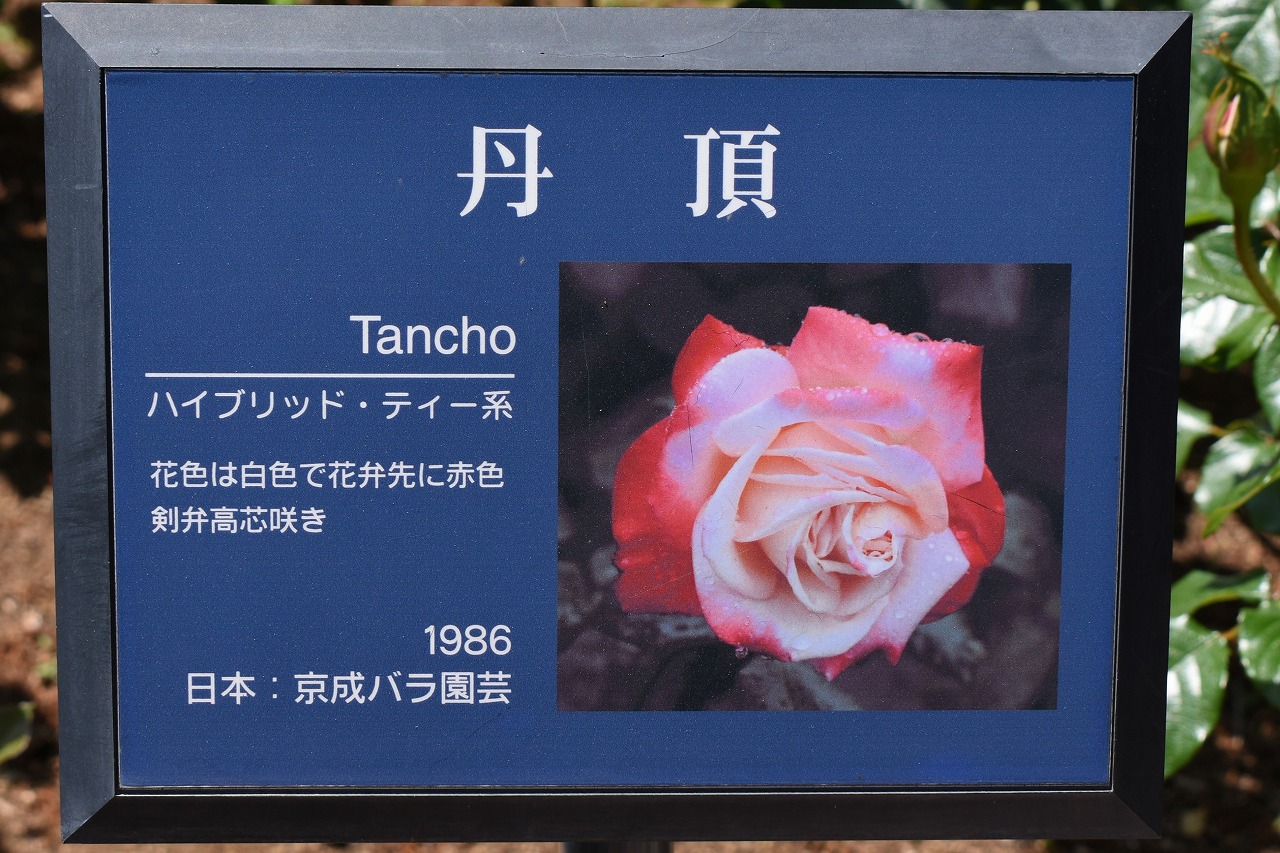 丹 頂
Tancho
ハイブリッド・ティー系
花色は白色で花弁先に赤色
剣弁高芯咲き
1986
日本：京成バラ園芸